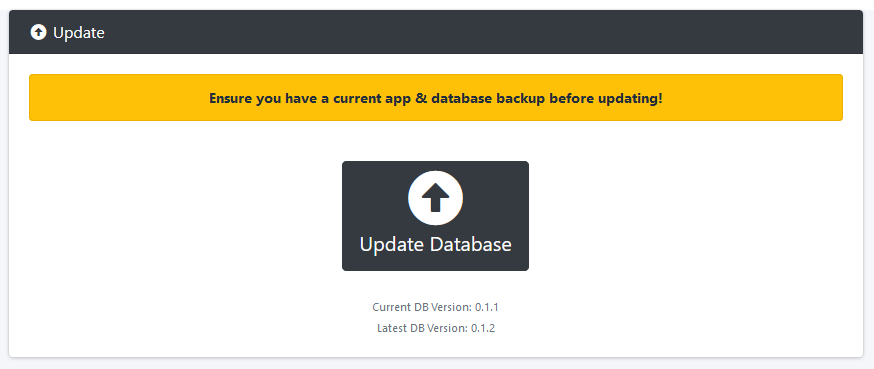 Update
Ensure you have a current app & database backup before updating!
Update Database
Current DB Version: 0.1.1
Latest DB Version: 0.1.2